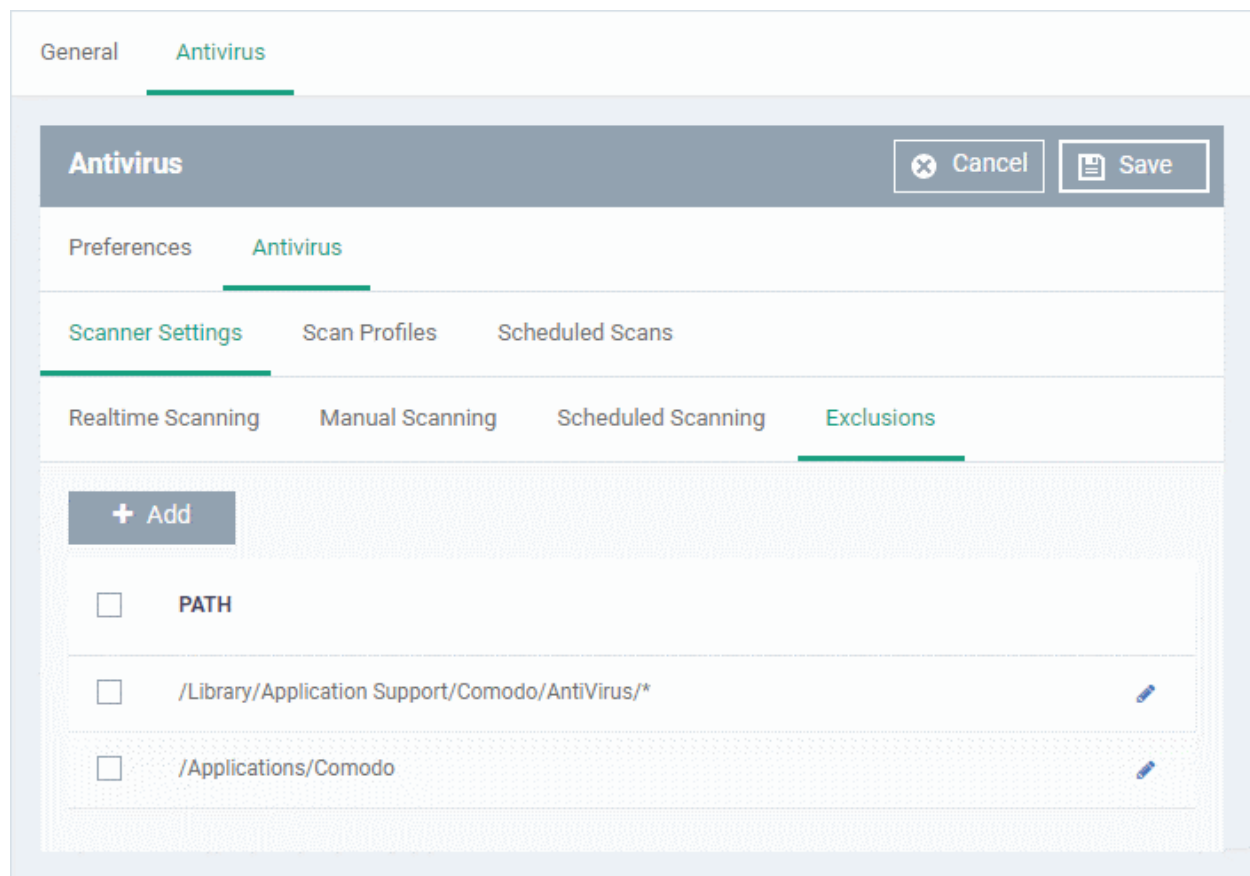 General Antivirus
Antivirus Cancel Save
Preferences Antivirus
Scanner Settings Scan Profiles Scheduled Scans
Realtime Scanning Manual Scanning Scheduled Scanning Exclusions
+ Add
PATH
/Library/Application Support/Comodo/AntiVirus/*
/Applications/Comodo